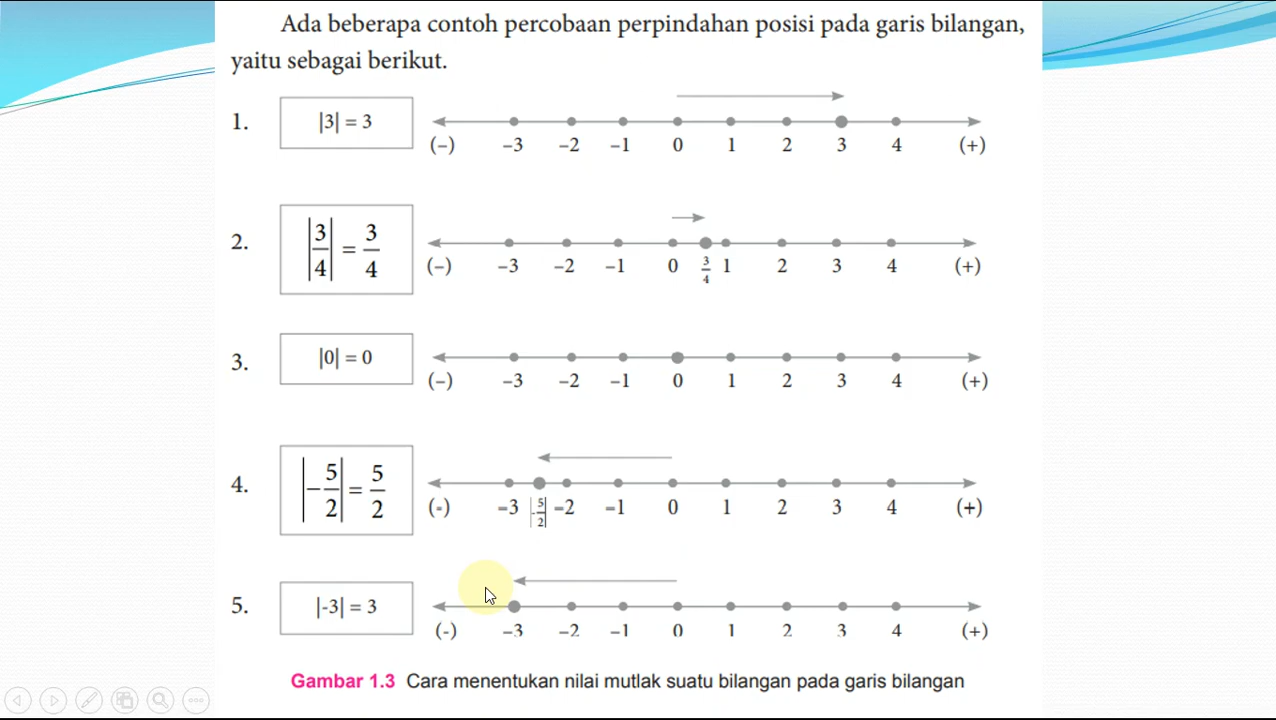 Ada beberapa contoh percobaan perpindahan posisi pada garis bilangan,
yaitu sebagai berikut.
1. |3| = 3
(–) –3 –2 –1 0 1 2 3 4 (+)
2. |3/4| = 3/4
(–) –3 –2 –1 0 3/4 1 2 3 4 (+)
3. |0| = 0
(–) –3 –2 –1 0 1 2 3 4 (+)
4. |–5/2| = 5/2
(-) –3 |-5/2| –2 –1 0 1 2 3 4 (+)
5. |-3| = 3
(-) –3 –2 –1 0 1 2 3 4 (+)
Gambar 1.3 Cara menentukan nilai mutlak suatu bilangan pada garis bilangan